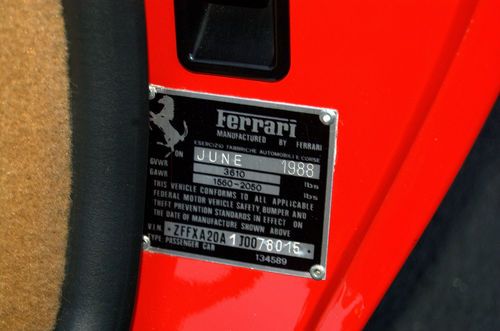 Ferrari
MANUFACTURED BY FERRARI
ESERCIZIO FABBRICHE AUTOMOBILI E CORSE
ON JUNE 1988
GVWR 3610 lbs
GAWR 1560-2050 lbs
THIS VEHICLE CONFORMS TO ALL APPLICABLE
FEDERAL MOTOR VEHICLE SAFETY BUMPER AND
THEFT PREVENTION STANDARDS IN EFFECT ON
THE DATE OF MANUFACTURE SHOWN ABOVE
V.I.N. ZFFXA20A1J0078015
TYPE: PASSENGER CAR
134589